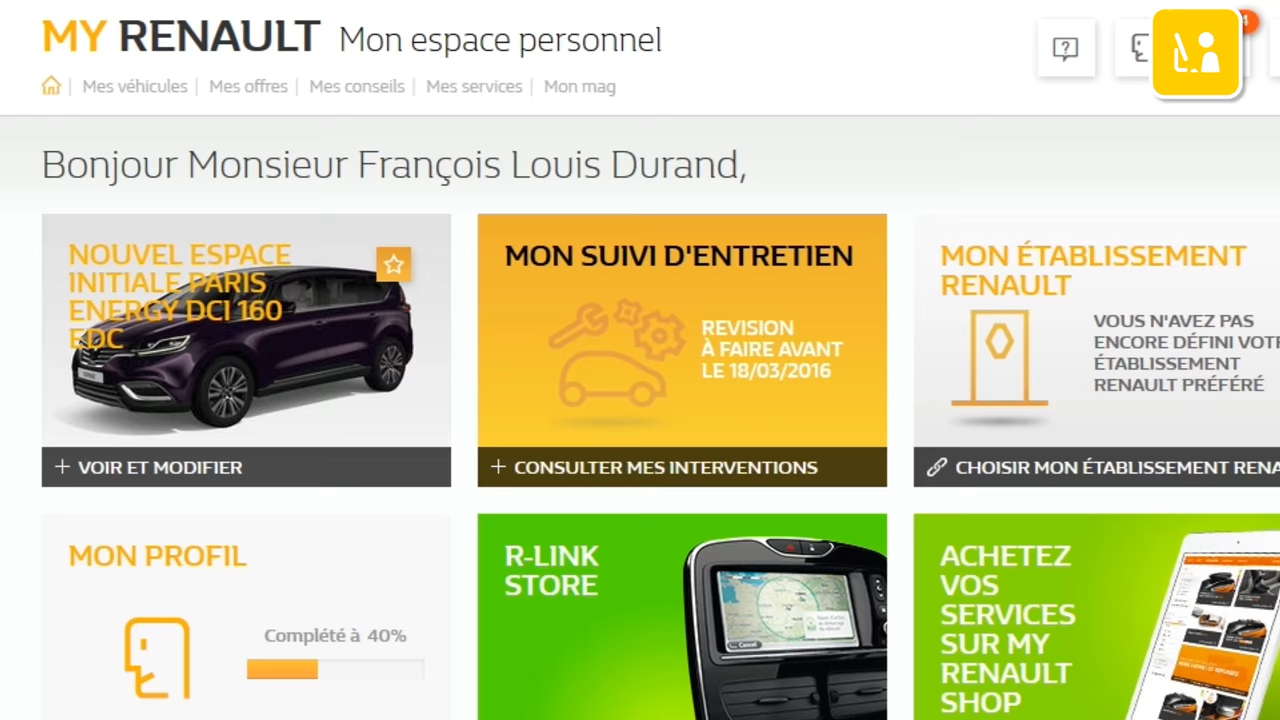 MY RENAULT Mon espace personnel
Mes véhicules | Mes offres | Mes conseils | Mes services | Mon mag
Bonjour Monsieur François Louis Durand,
NOUVEL ESPACE
INITIALE PARIS
ENERGY DCI 160
EDC
+ VOIR ET MODIFIER
MON SUIVI D'ENTRETIEN
REVISION
À FAIRE AVANT
LE 18/03/2016
+ CONSULTER MES INTERVENTIONS
MON ÉTABLISSEMENT
RENAULT
VOUS N'AVEZ PAS
ENCORE DÉFINI
ÉTABLISSEMENT
RENAULT PRÉFÉRÉ
CHOISIR MON ÉTABLISSEMENT
MON PROFIL
Complété à 40%
R-LINK
STORE
ACHETEZ
VOS
SERVICES
SUR MY
RENAULT
SHOP